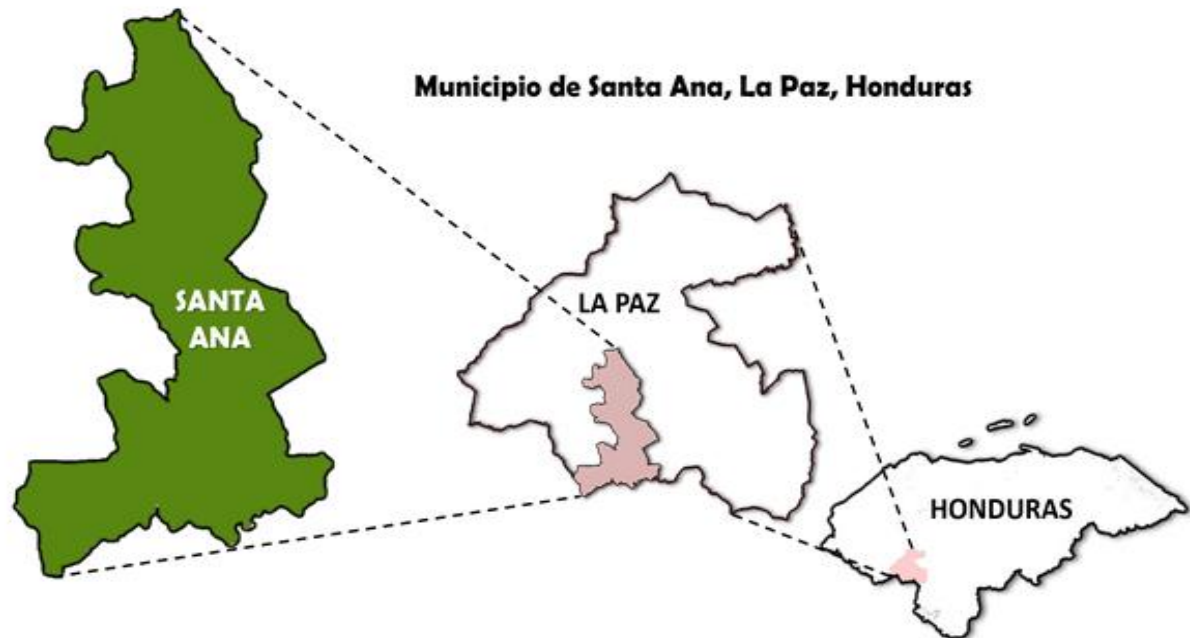 Municipio de Santa Ana, La Paz, Honduras
SANTA
ANA
LA PAZ
HONDURAS